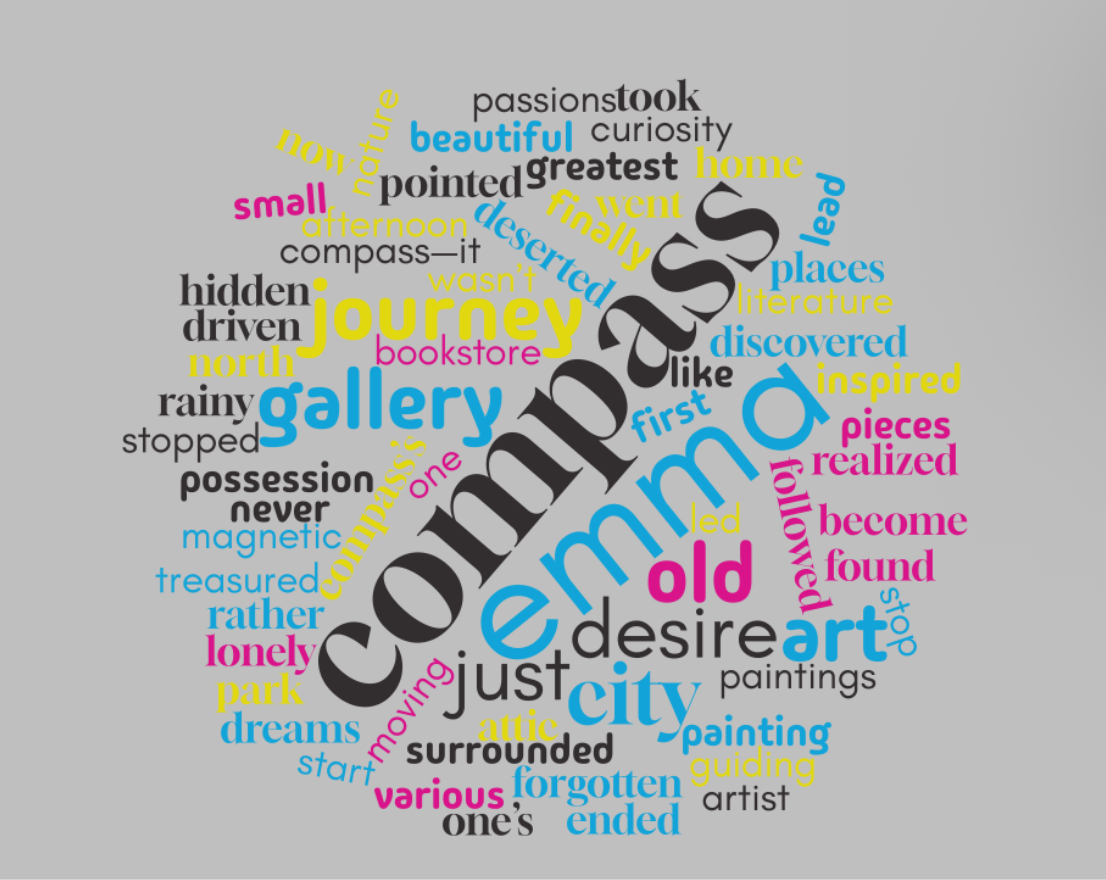 passions took
nature
beautiful curiosity
now
greatest home
pointed
lead
small
finally went
afternoon
deserted
compass—it
places
wasn't
hidden journey
literature
driven
discovered
bookstore
north
like
inspired
compass
gallery
rainy
first
pieces
stopped
emma
realized
compass's
one
possession
followed
never
led
become
magnetic
old
found
treasured
stop
rather
desire art
lonely
just
paintings
park
moving
city
dreams
attic
painting
surrounded
start
guiding
forgotten
various
artist
one's ended